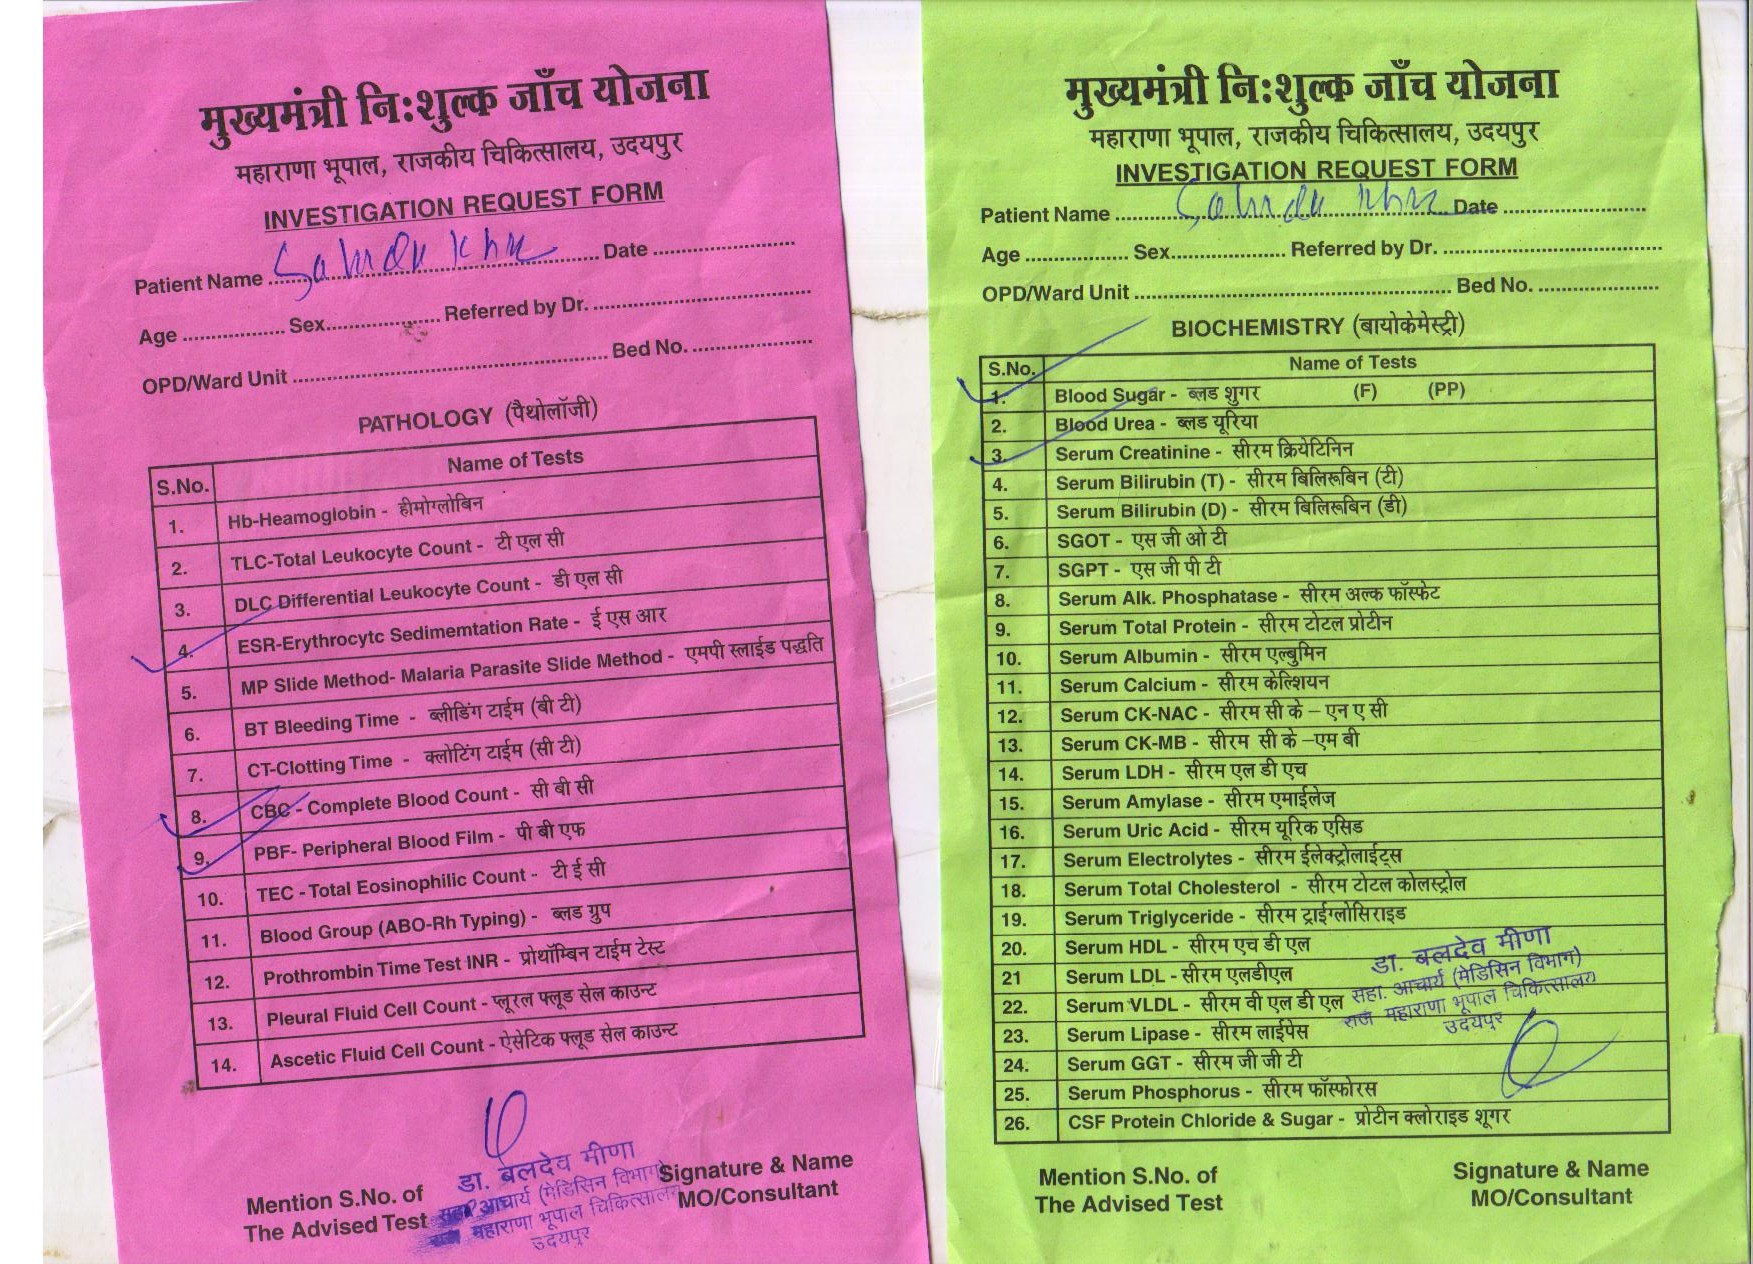 मुख्यमंत्री निःशुल्क जाँच योजना
महाराणा भूपाल, राजकीय चिकित्सालय, उदयपुर
INVESTIGATION REQUEST FORM
Patient Name ........ Date ........
Age ........ Sex........ Referred by Dr. ........
OPD/Ward Unit ........ Bed No. ........
PATHOLOGY (पैथोलॉजी)
S.No. Name of Tests
1. Hb-Heamoglobin - हीमोग्लोबिन
2. TLC-Total Leukocyte Count - टी एल सी
3. DLC Differential Leukocyte Count - डी एल सी
4. ESR-Erythrocytc Sedimemtation Rate - ई एस आर
5. MP Slide Method- Malaria Parasite Slide Method - एमपी स्लाईड पद्धति
6. BT Bleeding Time - ब्लीडिंग टाईम (बी टी)
7. CT-Clotting Time - क्लोटिंग टाईम (सी टी)
8. CBC - Complete Blood Count - सी बी सी
9. PBF- Peripheral Blood Film - पी बी एफ
10. TEC - Total Eosinophilic Count - टी ई सी
11. Blood Group (ABO-Rh Typing) - ब्लड ग्रुप
12. Prothrombin Time Test INR - प्रोथॉम्बिन टाईम टेस्ट
13. Pleural Fluid Cell Count - प्लूरल फ्लूड सेल काउन्ट
14. Ascetic Fluid Cell Count - ऐसेटिक फ्लूड सेल काउन्ट
डा. बलदेव मीणा
सहा. आचार्य (मेडिसिन विभाग)
राज. महाराणा भूपाल चिकित्सालय
उदयपुर
Mention S.No. of
The Advised Test
Signature & Name
MO/Consultant
मुख्यमंत्री निःशुल्क जाँच योजना
महाराणा भूपाल, राजकीय चिकित्सालय, उदयपुर
INVESTIGATION REQUEST FORM
Patient Name ........ Date ........
Age ........ Sex........ Referred by Dr. ........
OPD/Ward Unit ........ Bed No. ........
BIOCHEMISTRY (बायोकेमेस्ट्री)
S.No. Name of Tests
1. Blood Sugar - ब्लड शुगर (F) (PP)
2. Blood Urea - ब्लड यूरिया
3. Serum Creatinine - सीरम क्रियेटिनिन
4. Serum Bilirubin (T) - सीरम बिलिरूबिन (टी)
5. Serum Bilirubin (D) - सीरम बिलिरूबिन (डी)
6. SGOT - एस जी ओ टी
7. SGPT - एस जी पी टी
8. Serum Alk. Phosphatase - सीरम अल्क फॉस्फेट
9. Serum Total Protein - सीरम टोटल प्रोटीन
10. Serum Albumin - सीरम एल्बुमिन
11. Serum Calcium - सीरम केल्शियन
12. Serum CK-NAC - सीरम सी के – एन ए सी
13. Serum CK-MB - सीरम सी के –एम बी
14. Serum LDH - सीरम एल डी एच
15. Serum Amylase - सीरम एमाईलेज
16. Serum Uric Acid - सीरम यूरिक एसिड
17. Serum Electrolytes - सीरम ईलेक्ट्रोलाईट्स
18. Serum Total Cholesterol - सीरम टोटल कोलस्ट्रोल
19. Serum Triglyceride - सीरम ट्राईग्लोसिराइड
20. Serum HDL - सीरम एच डी एल
21 Serum LDL - सीरम एलडीएल
22. Serum VLDL - सीरम वी एल डी एल
23. Serum Lipase - सीरम लाईपेस
24. Serum GGT - सीरम जी जी टी
25. Serum Phosphorus - सीरम फॉस्फोरस
26. CSF Protein Chloride & Sugar - प्रोटीन क्लोराइड शूगर
डा. बलदेव मीणा
सहा. आचार्य (मेडिसिन विभाग)
राज महाराणा भूपाल चिकित्सालय
उदयपुर
Mention S.No. of
The Advised Test
Signature & Name
MO/Consultant